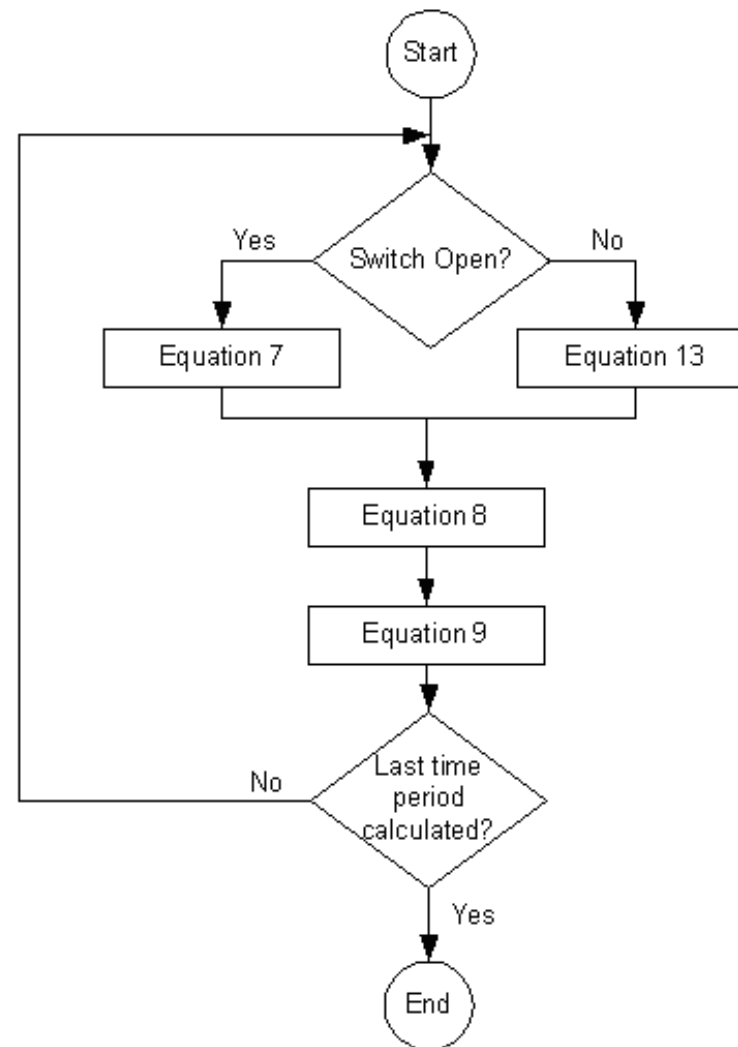 Start
Switch Open?
Yes
No
Equation 7
Equation 13
Equation 8
Equation 9
Last time
period
calculated?
No
Yes
End